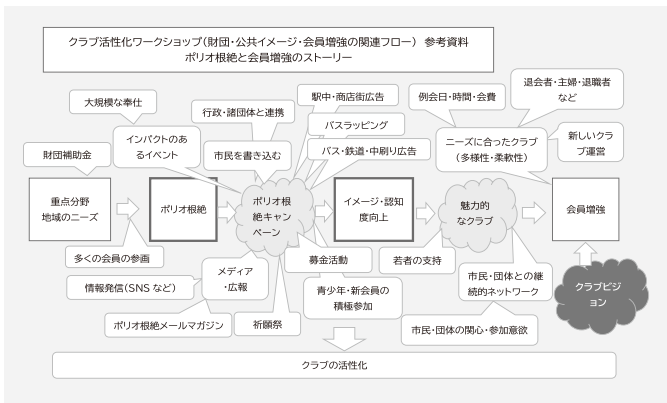 クラブ活性化ワークショップ(財団・公共イメージ・会員増強の関連フロー) 参考資料
ポリオ根絶と会員増強のストーリー
大規模な奉仕
行政・諸団体と連携
駅中・商店街広告
例会日・時間・会費
退会者・主婦・退職者
など
インパクトのあ
るイベント
バスラッピング
ニーズに合ったクラブ
(多様性・柔軟性)
新しいクラ
ブ運営
財団補助金
市民を書き込む
バス・鉄道・中刷り広告
重点分野
地域のニーズ
ポリオ根絶
ポリオ根
絶キャン
ペーン
イメージ・認知
度向上
魅力的
なクラブ
会員増強
多くの会員の参画
メディア
・広報
募金活動
若者の支持
市民・団体との継
続的ネットワーク
クラブビジ
ョン
情報発信(SNS など)
青少年・新会員の
積極参加
ポリオ根絶メールマガジン
祈願祭
市民・団体の関心・参加意欲
クラブの活性化